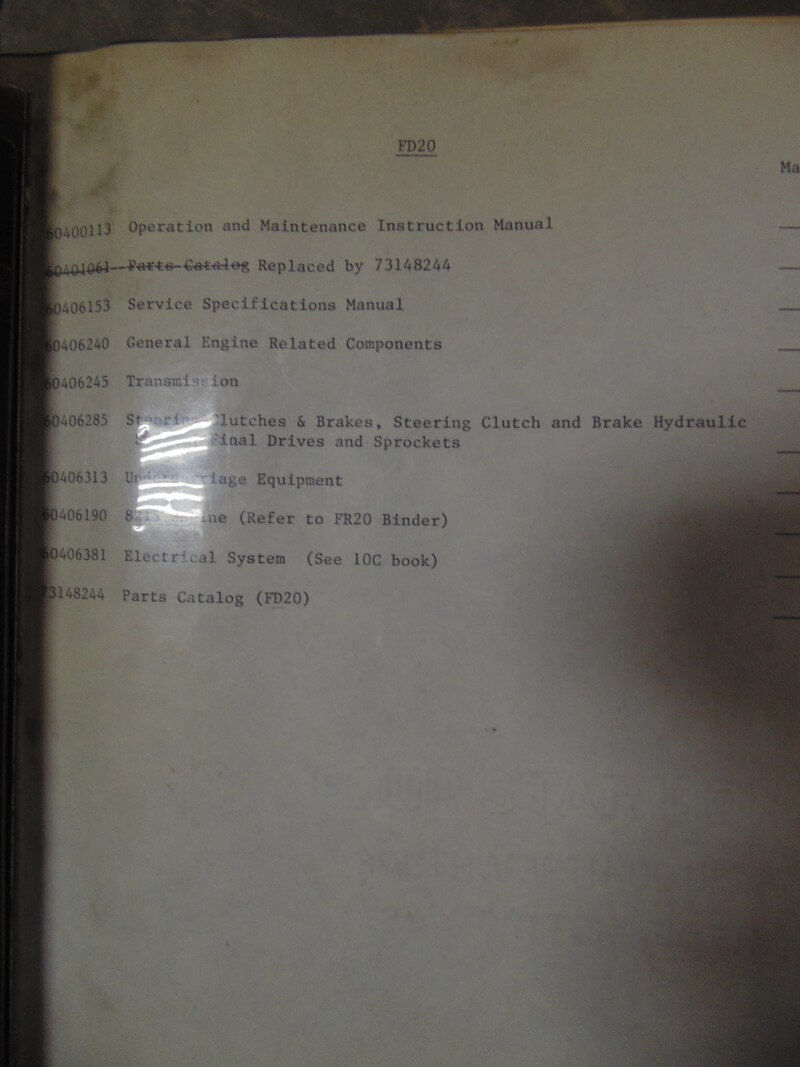 FD20
Ma
60400113 Operation and Maintenance Instruction Manual
60401061 Parts Catalog Replaced by 73148244
60406153 Service Specifications Manual
60406240 General Engine Related Components
60406245 Transmission
60406285 Steering Clutches & Brakes, Steering Clutch and Brake Hydraulic
Final Drives and Sprockets
60406313 Undercarriage Equipment
60406190 (Refer to FR20 Binder)
60406381 Electrical System (See 10C book)
73148244 Parts Catalog (FD20)